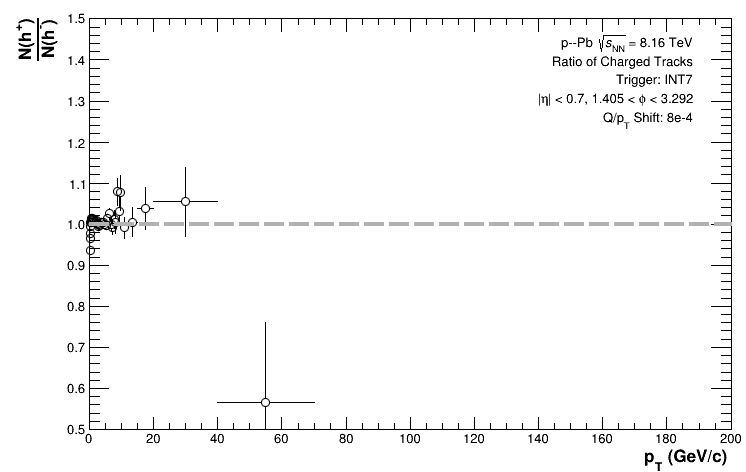 N(h⁺)
N(h⁻)
p--Pb √s_NN = 8.16 TeV
Ratio of Charged Tracks
Trigger: INT7
|η| < 0.7, 1.405 < ϕ < 3.292
Q/p_T Shift: 8e-4
1.5
1.4
1.3
1.2
1.1
1.0
0.9
0.8
0.7
0.6
0.5
0 20 40 60 80 100 120 140 160 180 200
p_T (GeV/c)